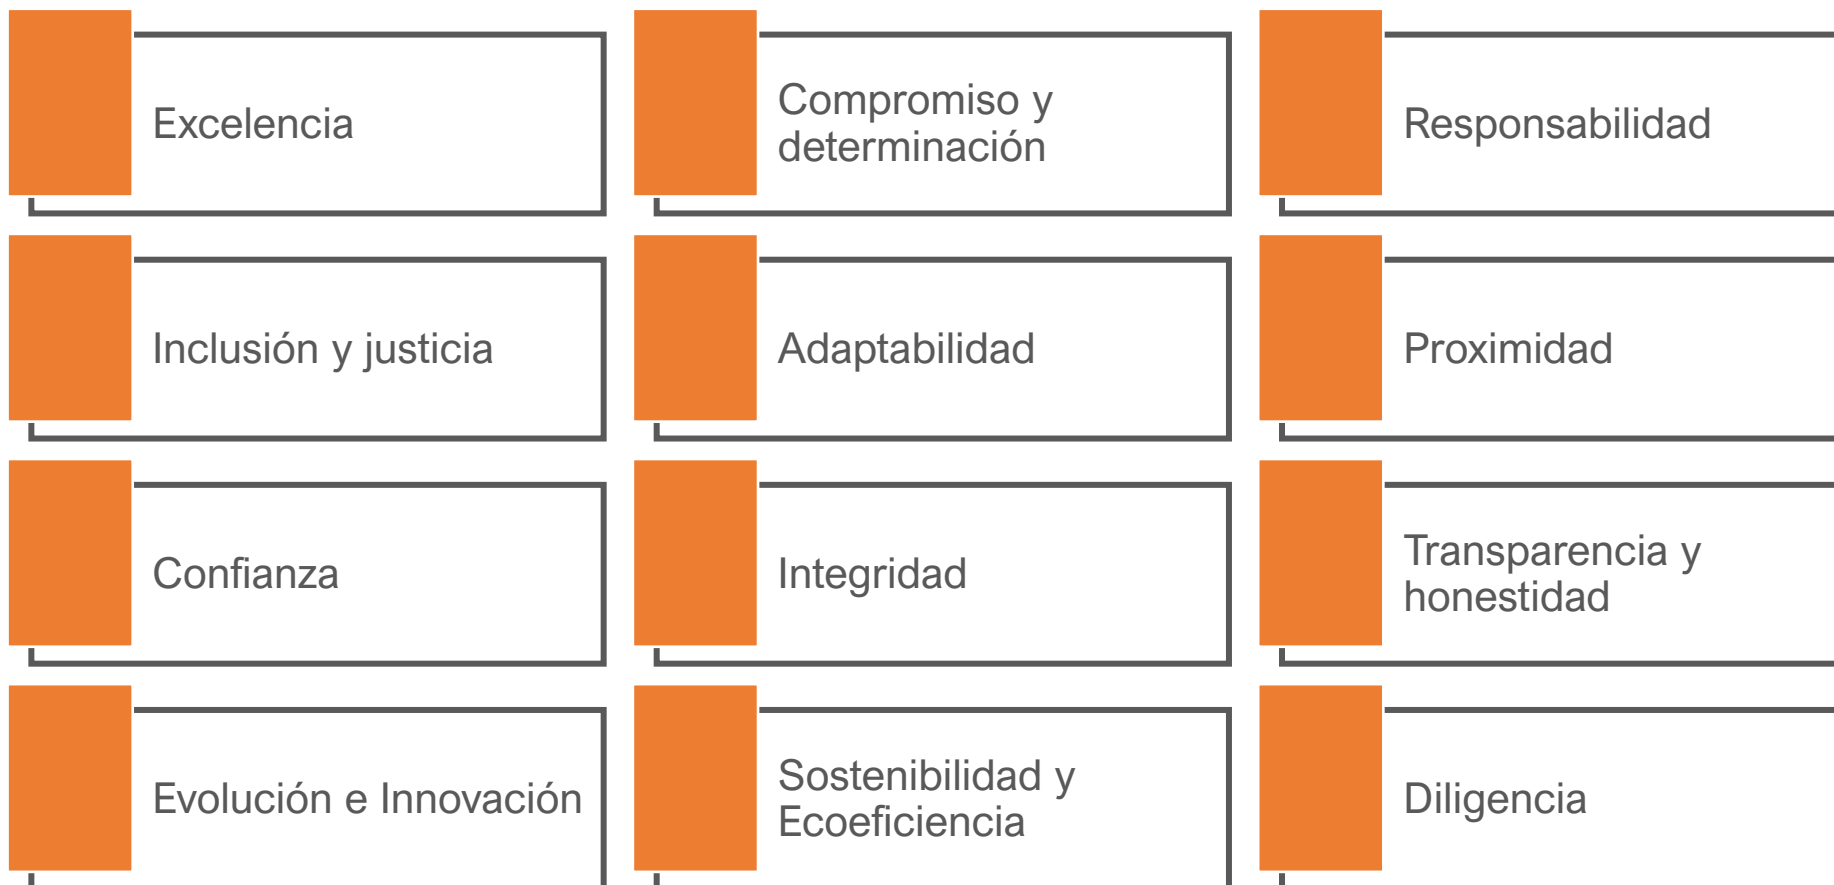 Excelencia
Compromiso y
determinación
Responsabilidad
Inclusión y justicia
Adaptabilidad
Proximidad
Confianza
Integridad
Transparencia y
honestidad
Evolución e Innovación
Sostenibilidad y
Ecoeficiencia
Diligencia